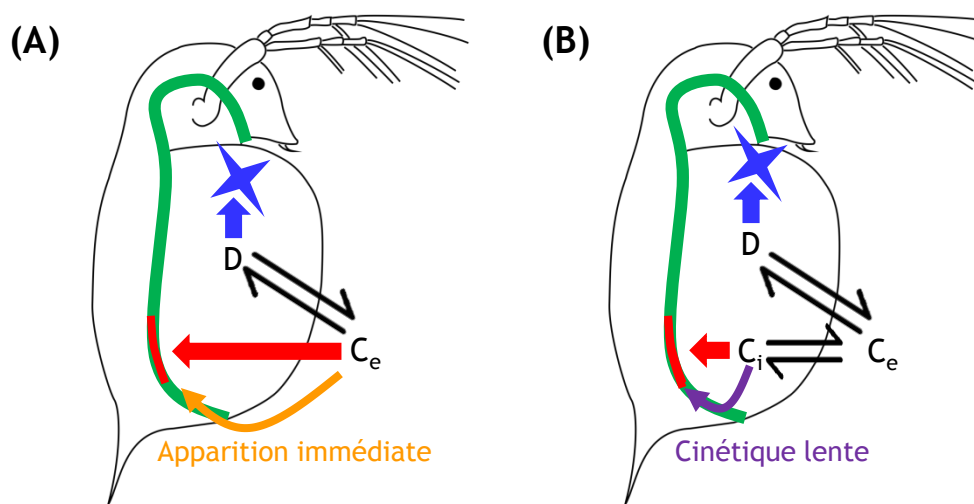 (A)
D
Cₑ
Apparition immédiate
(B)
D
Cᵢ
Cₑ
Cinétique lente